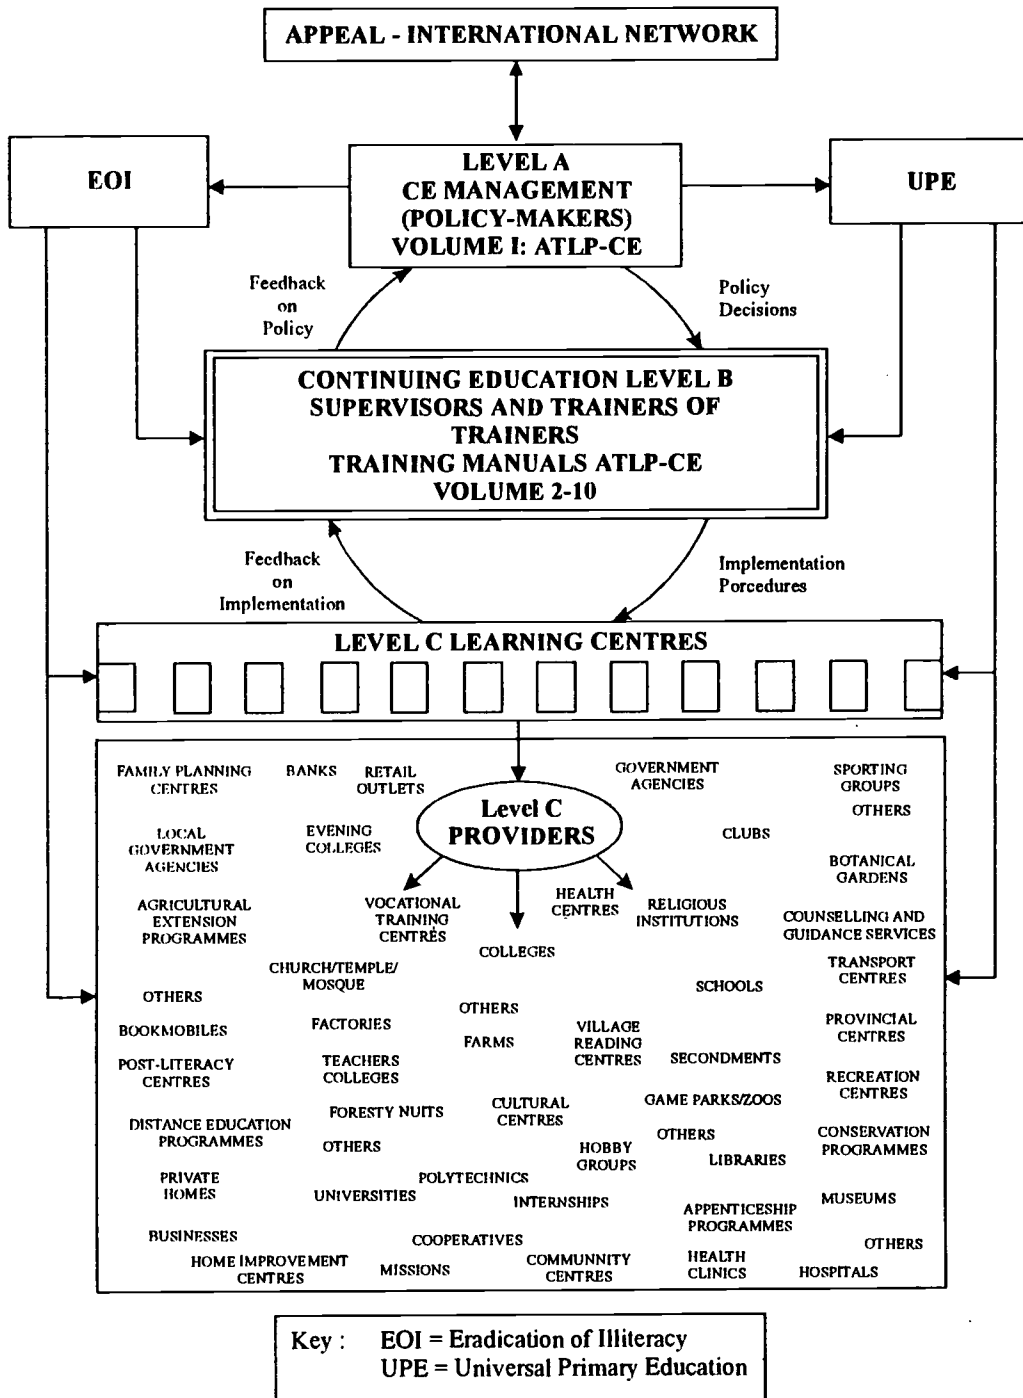 APPEAL - INTERNATIONAL NETWORK
EOI
LEVEL A
CE MANAGEMENT
(POLICY-MAKERS)
VOLUME I: ATLP-CE
UPE
Feedback
on
Policy
Policy
Decisions
CONTINUING EDUCATION LEVEL B
SUPERVISORS AND TRAINERS OF
TRAINERS
TRAINING MANUALS ATLP-CE
VOLUME 2-10
Feedback
on
Implementation
Implementation
Porcedures
LEVEL C LEARNING CENTRES
FAMILY PLANNING
CENTRES
BANKS
RETAIL
OUTLETS
GOVERNMENT
AGENCIES
SPORTING
GROUPS
OTHERS
Level C
PROVIDERS
LOCAL
GOVERNMENT
AGENCIES
EVENING
COLLEGES
CLUBS
BOTANICAL
GARDENS
AGRICULTURAL
EXTENSION
PROGRAMMES
VOCATIONAL
TRAINING
CENTRES
HEALTH
CENTRES
RELIGIOUS
INSTITUTIONS
COUNSELLING AND
GUIDANCE SERVICES
COLLEGES
CHURCH/TEMPLE/
MOSQUE
TRANSPORT
CENTRES
SCHOOLS
OTHERS
OTHERS
BOOKMOBILES
FACTORIES
FARMS
VILLAGE
READING
CENTRES
PROVINCIAL
CENTRES
POST-LITERACY
CENTRES
TEACHERS
COLLEGES
SECONDMENTS
RECREATION
CENTRES
DISTANCE EDUCATION
PROGRAMMES
FORESTY NUITS
CULTURAL
CENTRES
GAME PARKS/ZOOS
OTHERS
HOBBY
GROUPS
OTHERS
LIBRARIES
CONSERVATION
PROGRAMMES
PRIVATE
HOMES
UNIVERSITIES
POLYTECHNICS
INTERNSHIPS
APPENTICESHIP
PROGRAMMES
MUSEUMS
BUSINESSES
COOPERATIVES
OTHERS
HOME IMPROVEMENT
CENTRES
MISSIONS
COMMUNNITY
CENTRES
HEALTH
CLINICS
HOSPITALS
Key : EOI = Eradication of Illiteracy
UPE = Universal Primary Education